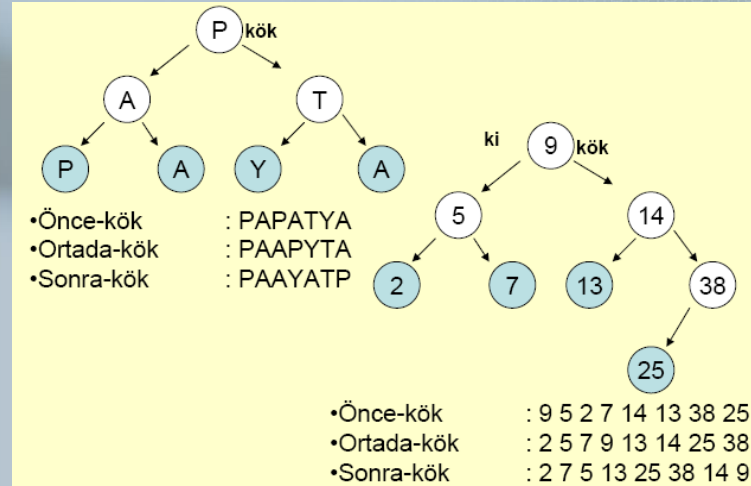 P kök
A T
P A Y A
•Önce-kök : PAPATYA
•Ortada-kök : PAAPYTA
•Sonra-kök : PAAYATP
ki 9 kök
5 14
2 7 13 38
25
•Önce-kök : 9 5 2 7 14 13 38 25
•Ortada-kök : 2 5 7 9 13 14 25 38
•Sonra-kök : 2 7 5 13 25 38 14 9